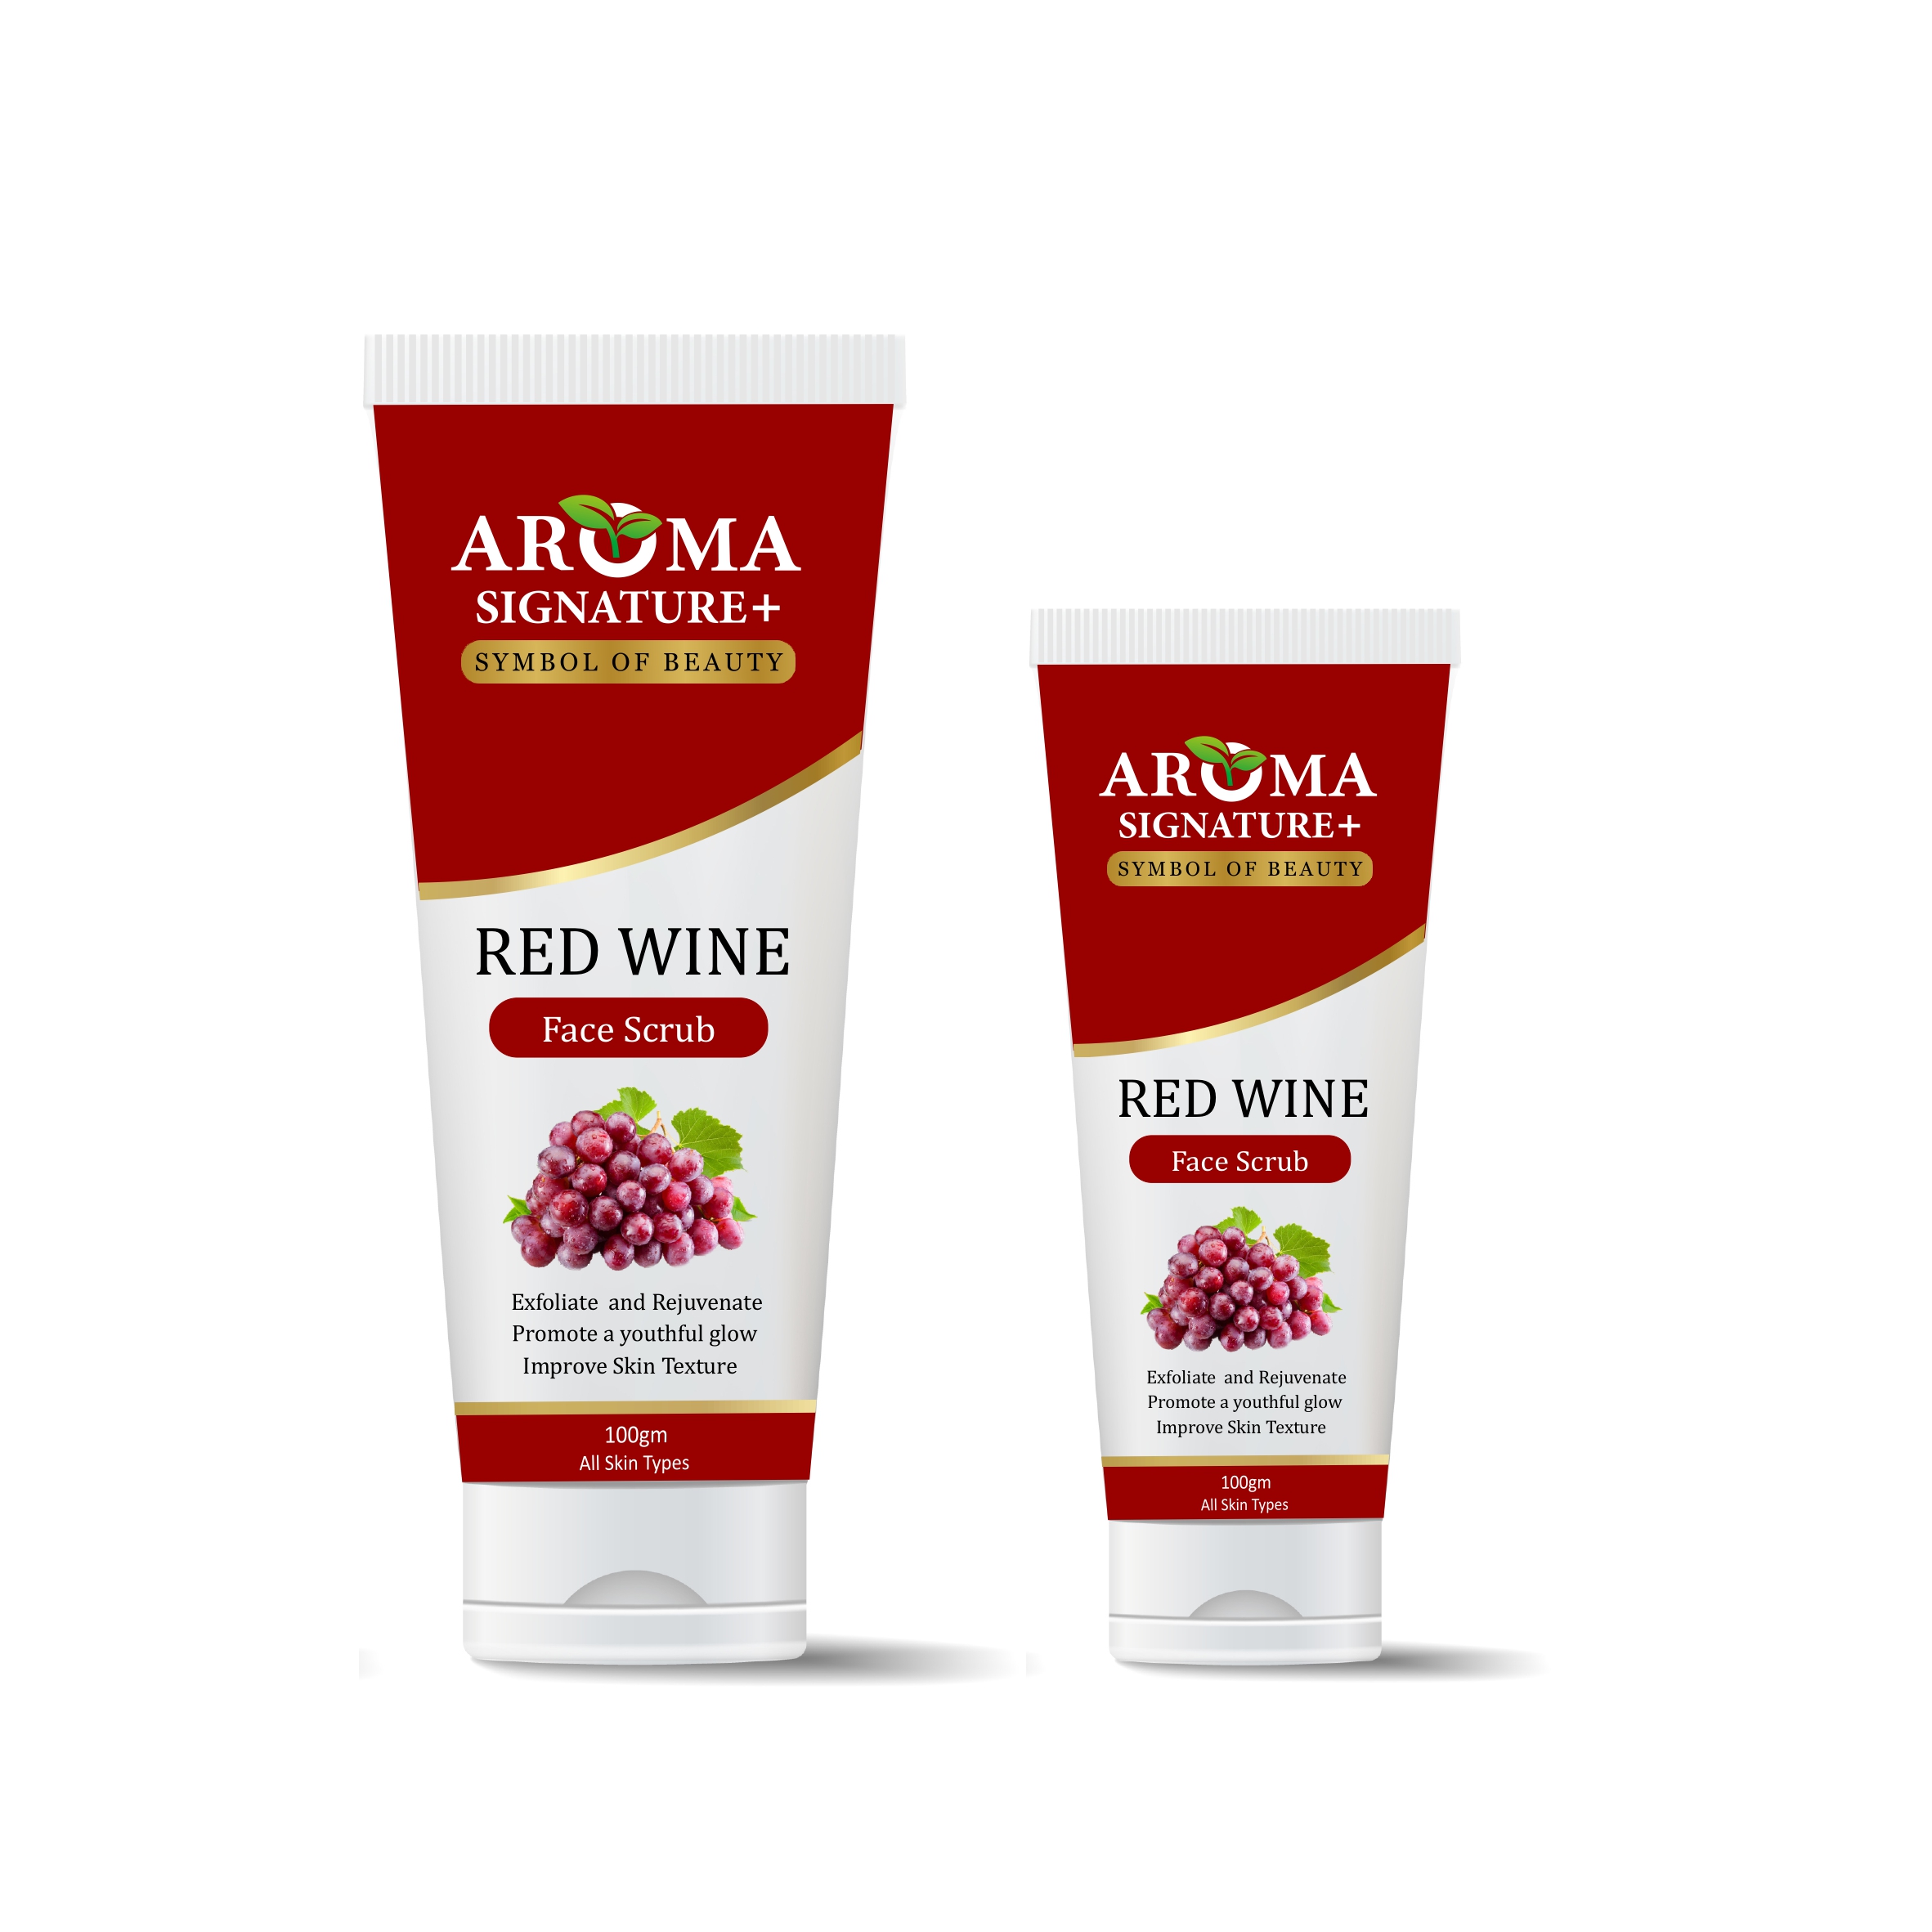 AROMA
SIGNATURE+
SYMBOL OF BEAUTY
RED WINE
Face Scrub
Exfoliate and Rejuvenate
Promote a youthful glow
Improve Skin Texture
100gm
All Skin Types
AROMA
SIGNATURE+
SYMBOL OF BEAUTY
RED WINE
Face Scrub
Exfoliate and Rejuvenate
Promote a youthful glow
Improve Skin Texture
100gm
All Skin Types